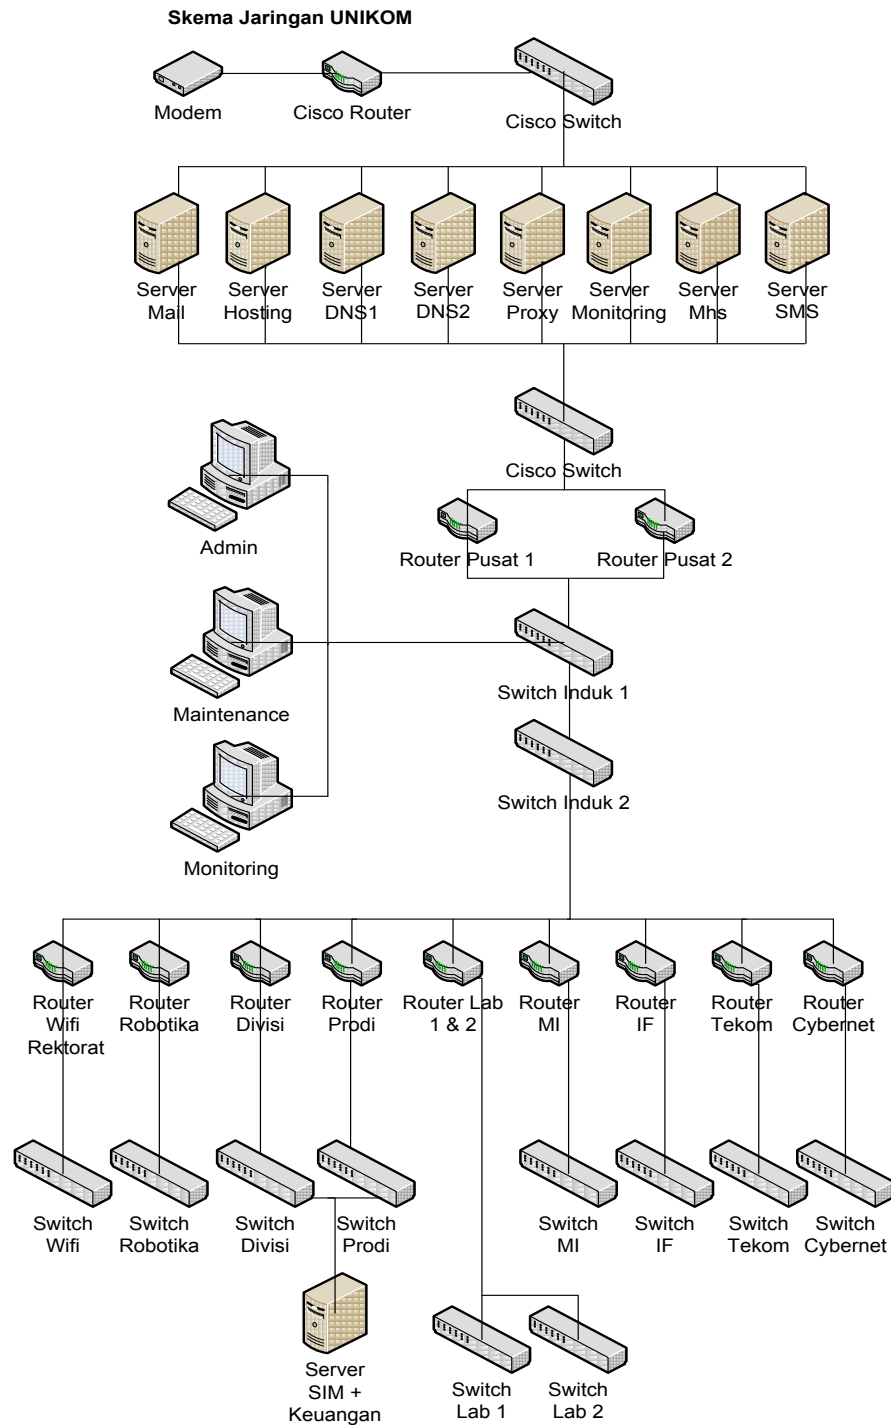 Skema Jaringan UNIKOM
Modem
Cisco Router
Cisco Switch
Server
Mail
Server
Hosting
Server
DNS1
Server
DNS2
Server
Proxy
Server
Monitoring
Server
Mhs
Server
SMS
Cisco Switch
Admin
Router Pusat 1
Router Pusat 2
Maintenance
Switch Induk 1
Switch Induk 2
Monitoring
Router
Wifi
Rektorat
Router
Robotika
Router
Divisi
Router
Prodi
Router Lab
1 & 2
Router
MI
Router
IF
Router
Tekom
Router
Cybernet
Switch
Wifi
Switch
Robotika
Switch
Divisi
Switch
Prodi
Switch
MI
Switch
IF
Switch
Tekom
Switch
Cybernet
Server
SIM +
Keuangan
Switch
Lab 1
Switch
Lab 2